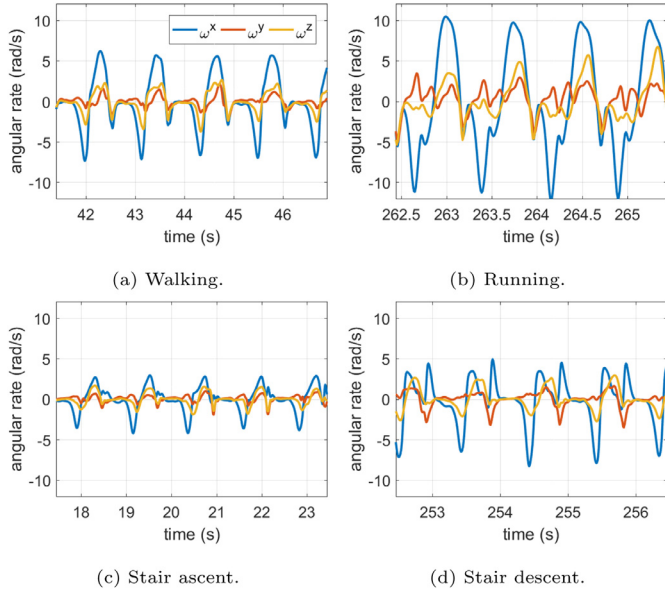 ω^x ω^y ω^z
angular rate (rad/s)
10
5
0
-5
-10
42 43 44 45 46
time (s)
(a) Walking.
angular rate (rad/s)
10
5
0
-5
-10
262.5 263 263.5 264 264.5 265
time (s)
(b) Running.
angular rate (rad/s)
10
5
0
-5
-10
18 19 20 21 22 23
time (s)
(c) Stair ascent.
angular rate (rad/s)
10
5
0
-5
-10
253 254 255 256
time (s)
(d) Stair descent.